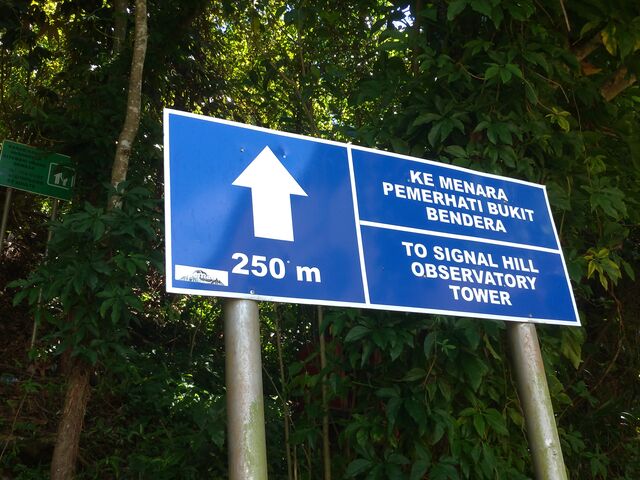 250 m
KE MENARA
PEMERHATI BUKIT
BENDERA
TO SIGNAL HILL
OBSERVATORY
TOWER